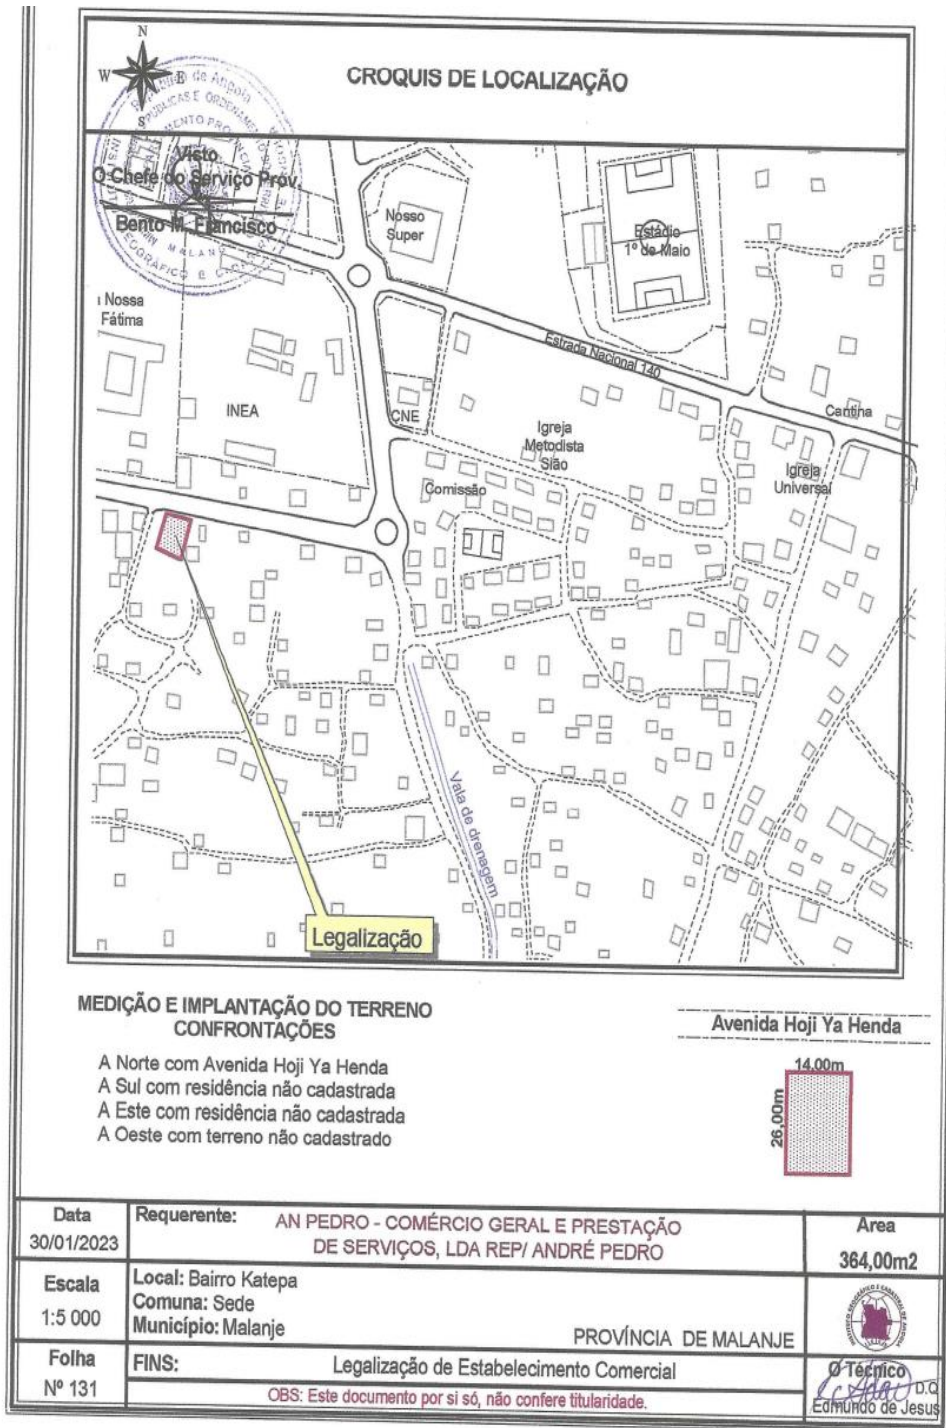 N
W
E
S
CROQUIS DE LOCALIZAÇÃO
República de Angola
Visto
O Chefe do Serviço Prov.
Bento M. Francisco
Nosso
Super
Estádio
1º de Maio
Nossa
Fátima
Estrada Nacional 140
INEA
CNE
Cantina
Igreja
Metodista
Sião
Igreja
Universal
Comissão
Vala de drenagem
Legalização
MEDIÇÃO E IMPLANTAÇÃO DO TERRENO
CONFRONTAÇÕES
A Norte com Avenida Hoji Ya Henda
A Sul com residência não cadastrada
A Este com residência não cadastrada
A Oeste com terreno não cadastrado
Avenida Hoji Ya Henda
14,00m
26,00m
Data
30/01/2023
Requerente: AN PEDRO - COMÉRCIO GERAL E PRESTAÇÃO
DE SERVIÇOS, LDA REP/ ANDRÉ PEDRO
Área
364,00m2
Escala
1:5 000
Local: Bairro Katepa
Comuna: Sede
Município: Malanje
PROVÍNCIA DE MALANJE
Folha
Nº 131
FINS: Legalização de Estabelecimento Comercial
OBS: Este documento por si só, não confere titularidade.
O Técnico
D.Q
Edmundo de Jesus